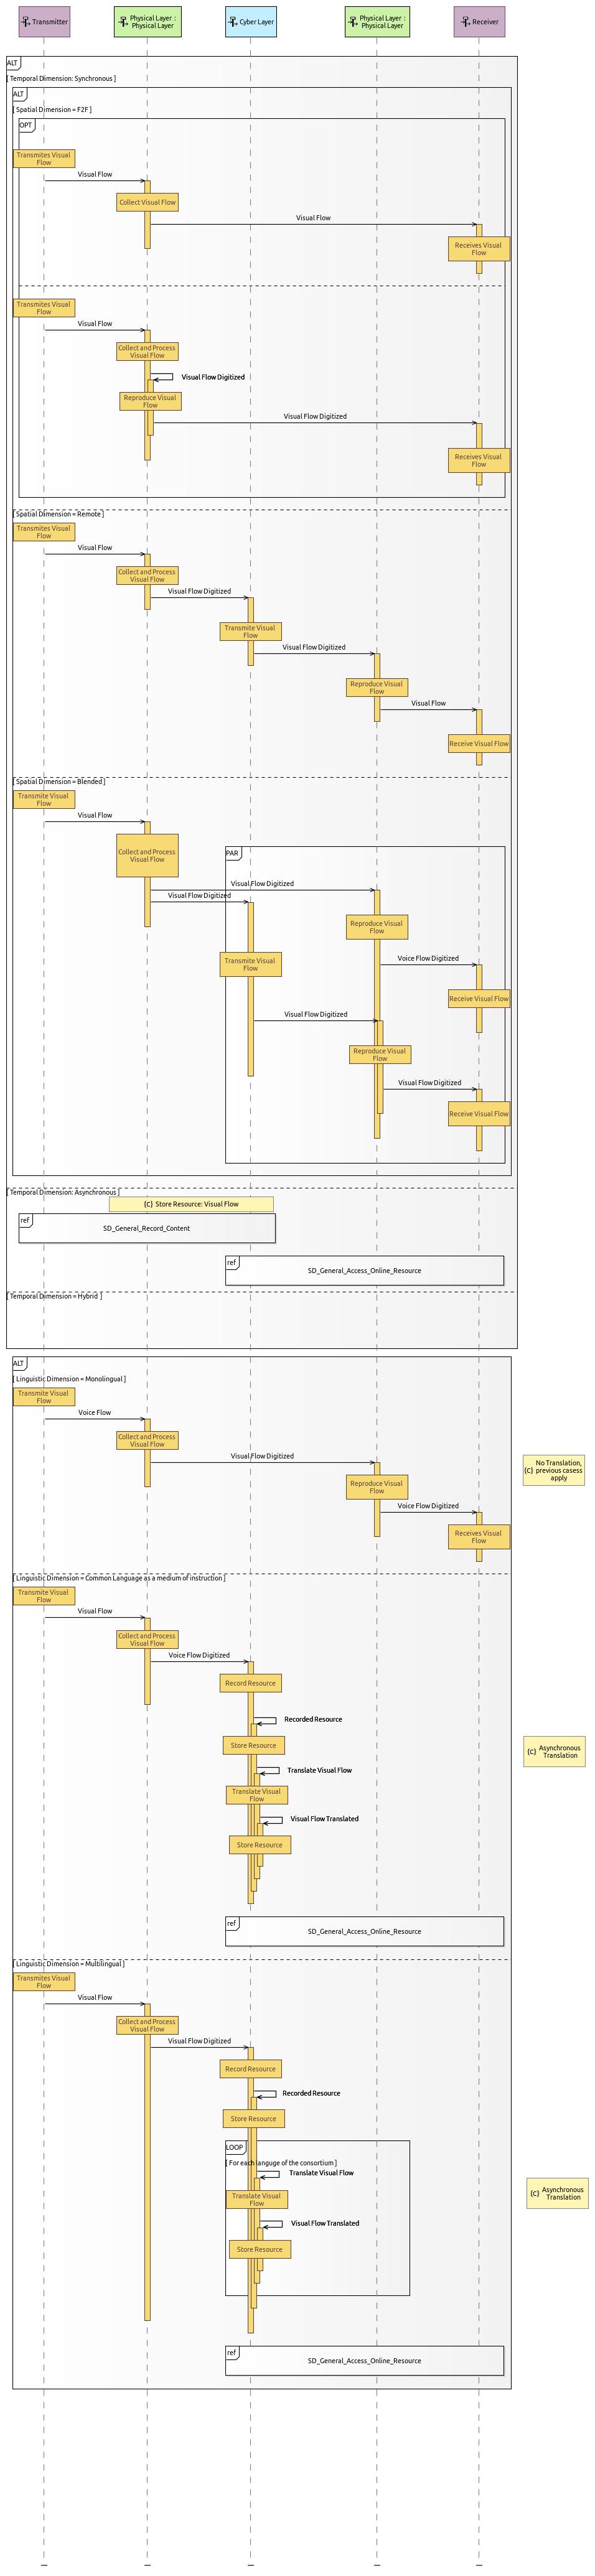 Transmitter
Physical Layer :
Physical Layer
Cyber Layer
Physical Layer :
Physical Layer
Receiver
ALT
[ Temporal Dimension: Synchronous ]
ALT
[ Spatial Dimension = F2F ]
OPT
Transmites Visual
Flow
Visual Flow
Collect Visual Flow
Visual Flow
Receives Visual
Flow
Transmites Visual
Flow
Visual Flow
Collect and Process
Visual Flow
Visual Flow Digitized
Reproduce Visual
Flow
Visual Flow Digitized
Receives Visual
Flow
[ Spatial Dimension = Remote ]
Transmites Visual
Flow
Visual Flow
Collect and Process
Visual Flow
Visual Flow Digitized
Transmite Visual
Flow
Visual Flow Digitized
Reproduce Visual
Flow
Visual Flow
Receive Visual Flow
[ Spatial Dimension = Blended ]
Transmite Visual
Flow
Visual Flow
Collect and Process
Visual Flow
PAR
Visual Flow Digitized
Visual Flow Digitized
Reproduce Visual
Flow
Transmite Visual
Flow
Voice Flow Digitized
Receive Visual Flow
Visual Flow Digitized
Reproduce Visual
Flow
Visual Flow Digitized
Receive Visual Flow
[ Temporal Dimension: Asynchronous ]
{C} Store Resource: Visual Flow
ref
SD_General_Record_Content
ref
SD_General_Access_Online_Resource
[ Temporal Dimension = Hybrid ]
ALT
[ Linguistic Dimension = Monolingual ]
Transmite Visual
Flow
Voice Flow
Collect and Process
Visual Flow
Visual Flow Digitized
No Translation,
{C} previous casess
apply
Reproduce Visual
Flow
Voice Flow Digitized
Receives Visual
Flow
[ Linguistic Dimension = Common Language as a medium of instruction ]
Transmite Visual
Flow
Visual Flow
Collect and Process
Visual Flow
Voice Flow Digitized
Record Resource
Recorded Resource
Store Resource
{C} Asynchronous
Translation
Translate Visual Flow
Translate Visual
Flow
Visual Flow Translated
Store Resource
ref
SD_General_Access_Online_Resource
[ Linguistic Dimension = Multilingual ]
Transmites Visual
Flow
Visual Flow
Collect and Process
Visual Flow
Visual Flow Digitized
Record Resource
Recorded Resource
Store Resource
LOOP
[ For each languge of the consortium ]
Translate Visual Flow
Translate Visual
Flow
{C} Asynchronous
Translation
Visual Flow Translated
Store Resource
ref
SD_General_Access_Online_Resource